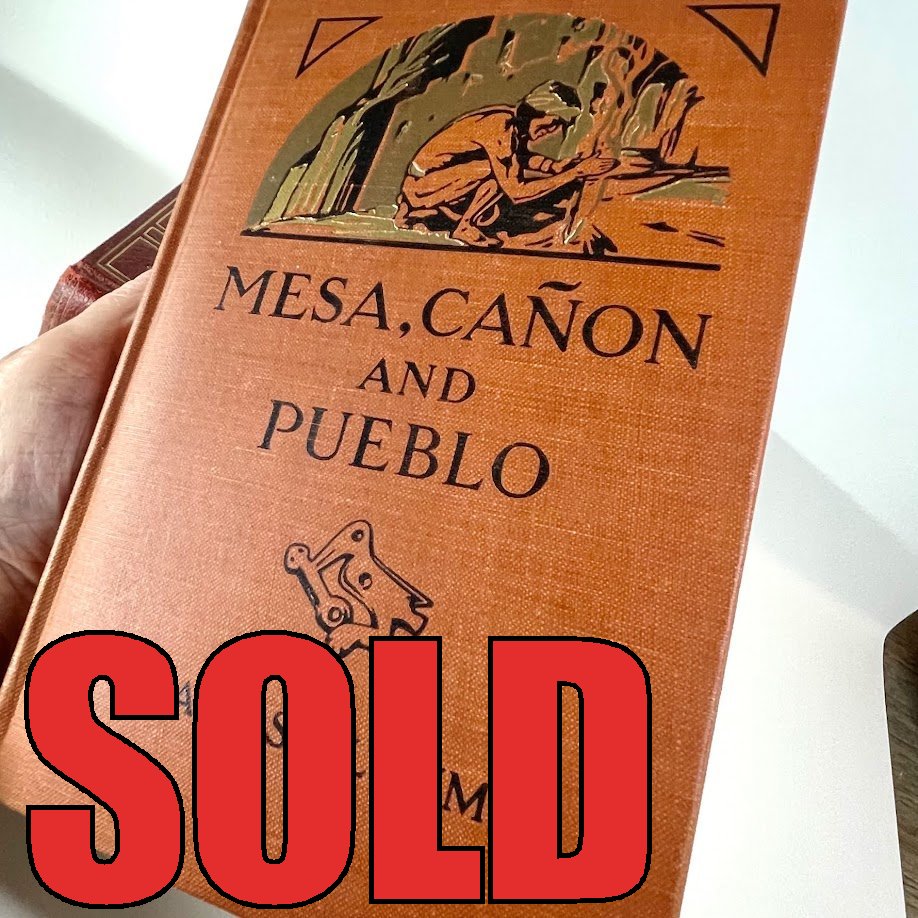 MESA, CAÑON
AND
PUEBLO
SOLD